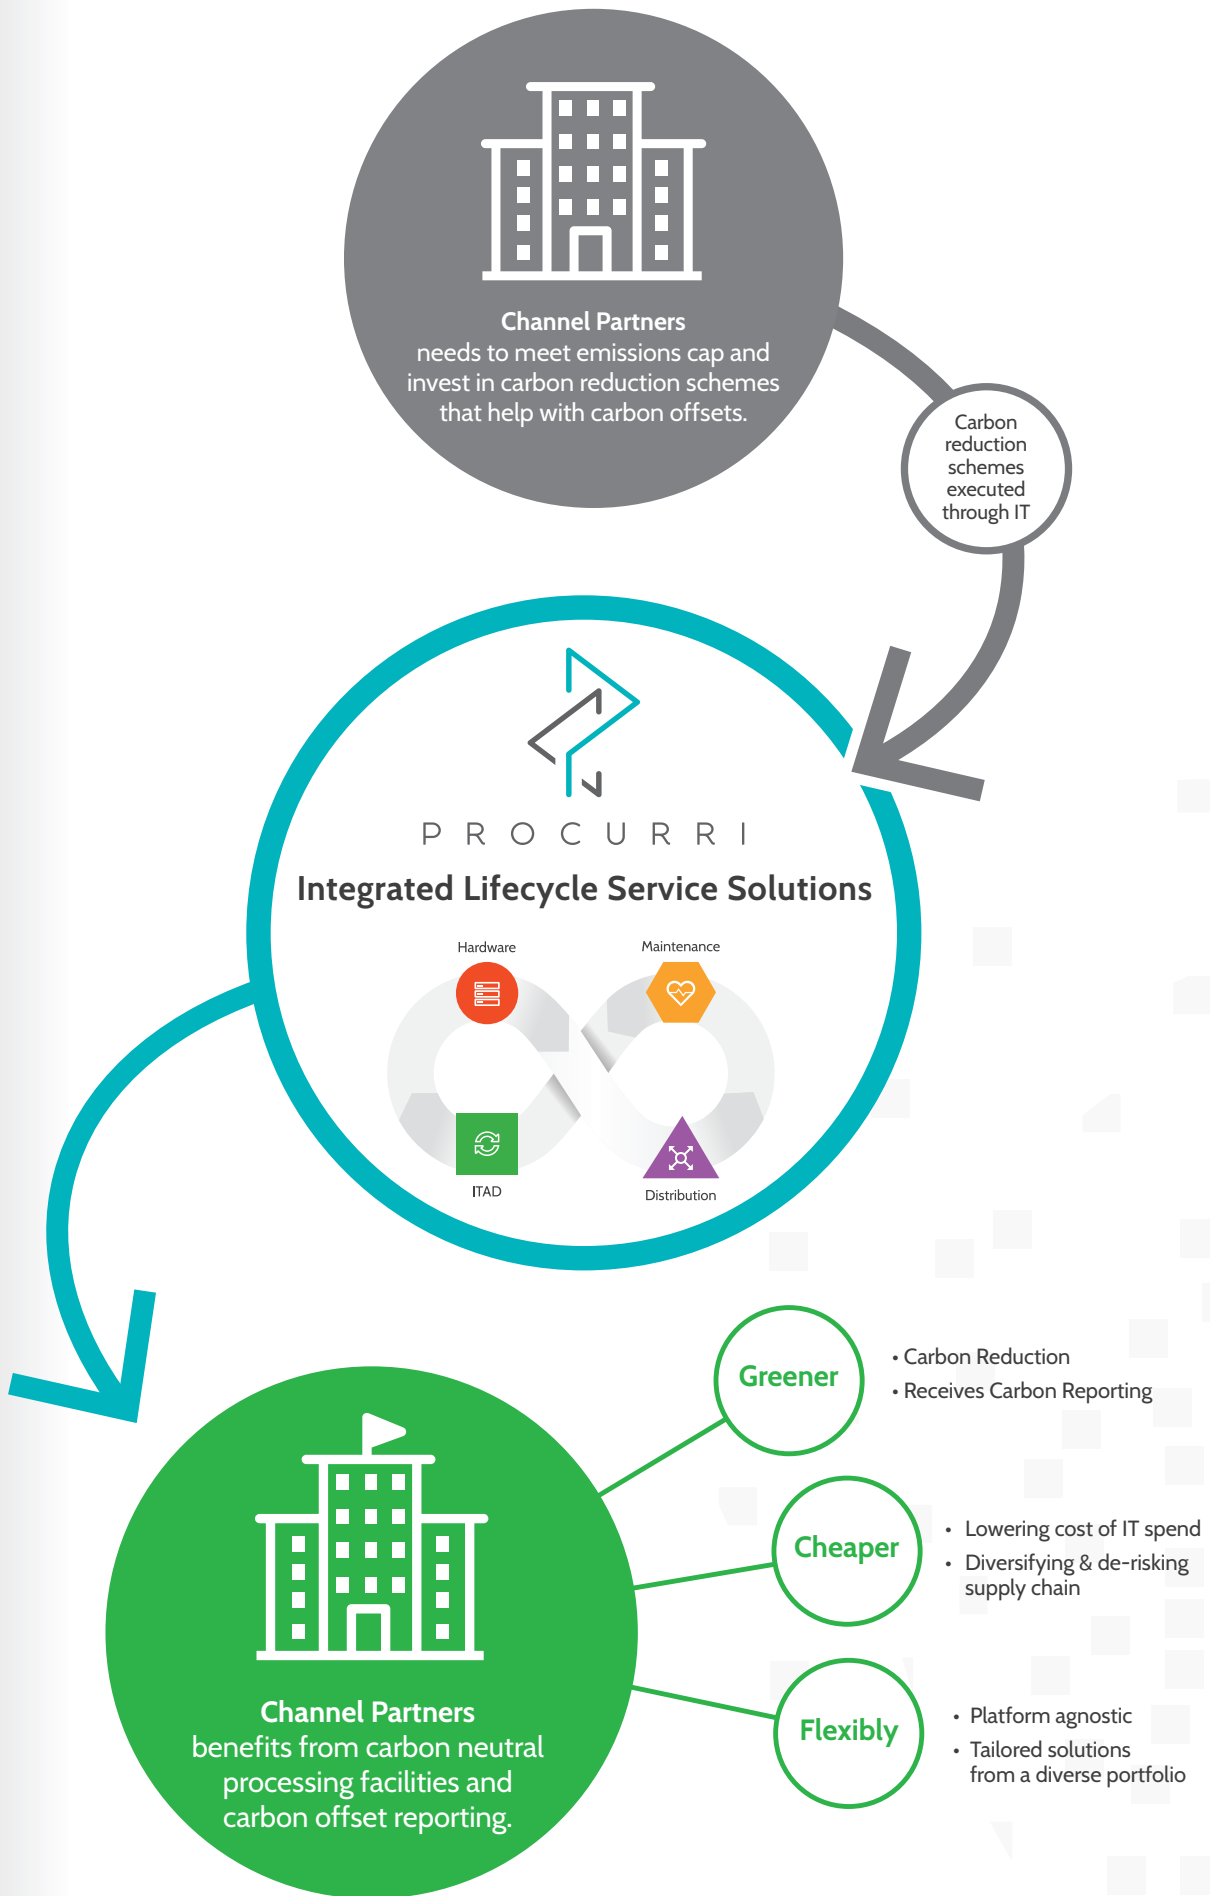 Channel Partners
needs to meet emissions cap and
invest in carbon reduction schemes
that help with carbon offsets.
Carbon
reduction
schemes
executed
through IT
PROCURRI
Integrated Lifecycle Service Solutions
Hardware
Maintenance
ITAD
Distribution
Greener
• Carbon Reduction
• Receives Carbon Reporting
Cheaper
• Lowering cost of IT spend
• Diversifying & de-risking
supply chain
Flexibly
• Platform agnostic
• Tailored solutions
from a diverse portfolio
Channel Partners
benefits from carbon neutral
processing facilities and
carbon offset reporting.